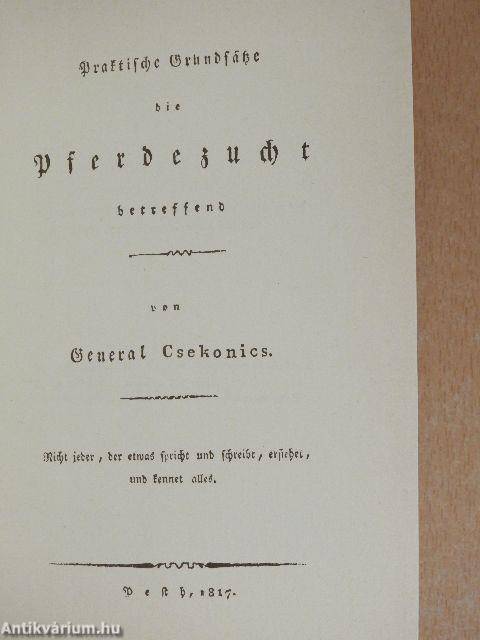 Praktische Grundsätze
die
Pferdezucht
betreffend
von
General Csekonics.
Nicht jeder, der etwas spricht und schreibt, ersiehet,
und kennet alles.
Pesth, 1817.
Antikvárium.hu